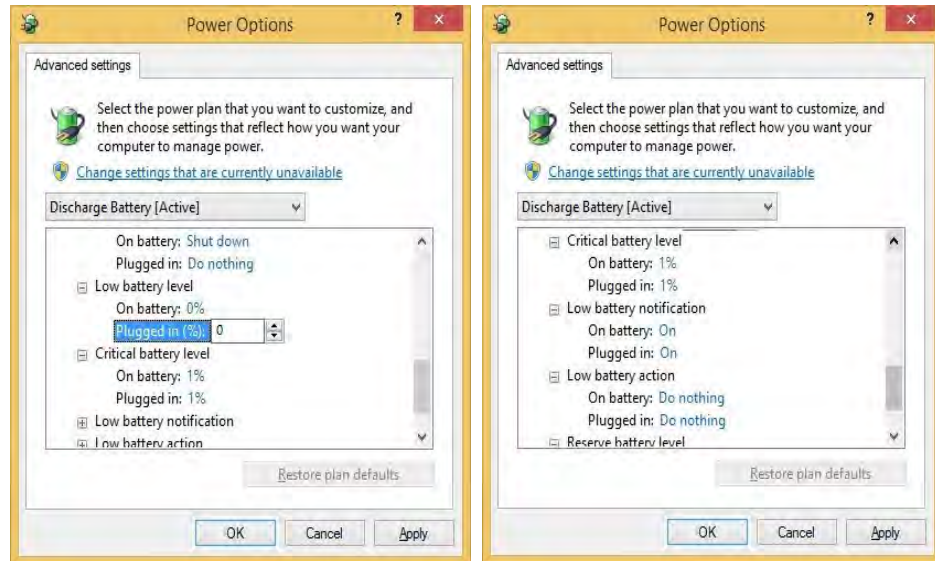 Power Options
?
×
Advanced settings
Select the power plan that you want to customize, and
then choose settings that reflect how you want your
computer to manage power.
Change settings that are currently unavailable
Discharge Battery [Active]
On battery: Shut down
Plugged in: Do nothing
Low battery level
On battery: 0%
Plugged in (%): 0
Critical battery level
On battery: 1%
Plugged in: 1%
Low battery notification
Low battery action
Restore plan defaults
OK
Cancel
Apply
Power Options
?
×
Advanced settings
Select the power plan that you want to customize, and
then choose settings that reflect how you want your
computer to manage power.
Change settings that are currently unavailable
Discharge Battery [Active]
Critical battery level
On battery: 1%
Plugged in: 1%
Low battery notification
On battery: On
Plugged in: On
Low battery action
On battery: Do nothing
Plugged in: Do nothing
Reserve battery level
Restore plan defaults
OK
Cancel
Apply